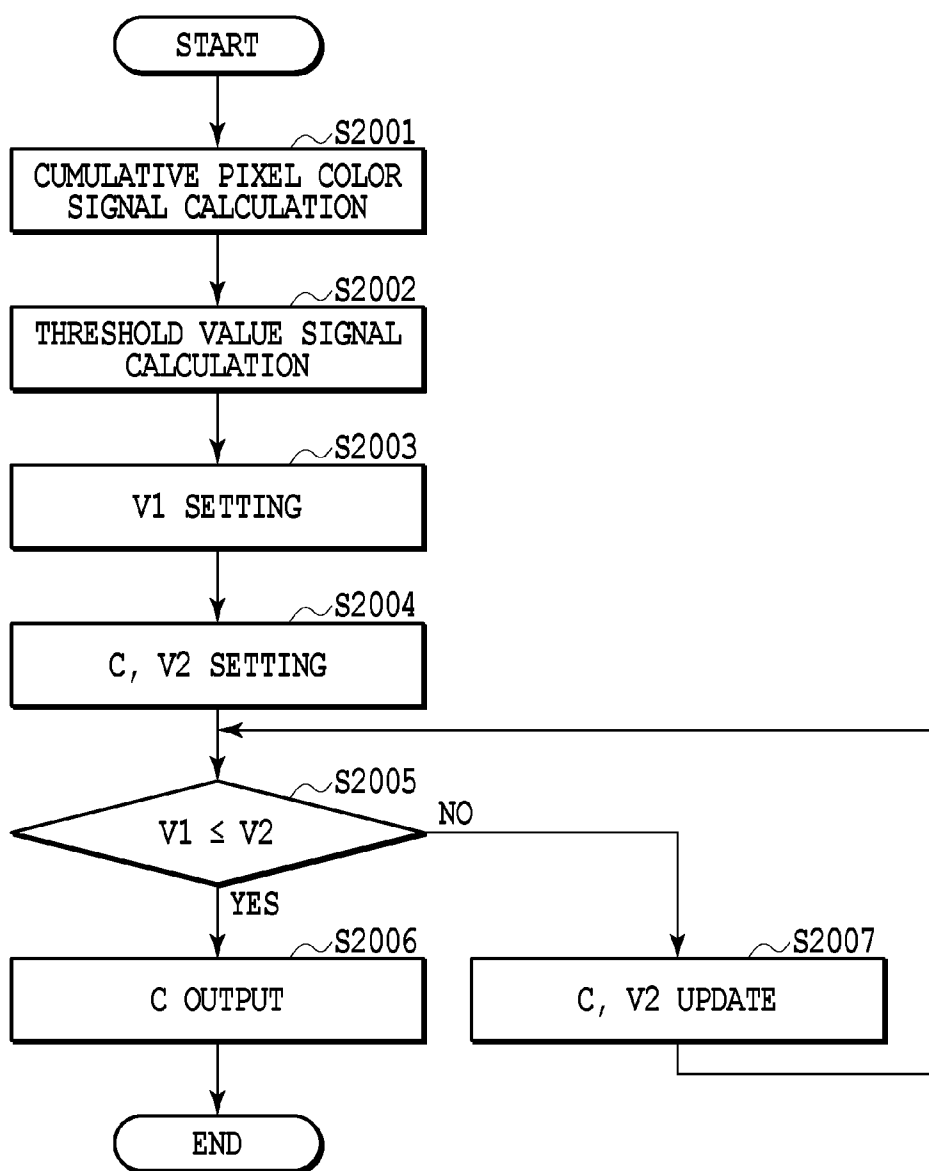 START
S2001
CUMULATIVE PIXEL COLOR
SIGNAL CALCULATION
S2002
THRESHOLD VALUE SIGNAL
CALCULATION
S2003
V1 SETTING
S2004
C, V2 SETTING
S2005
V1 ≤ V2
NO
YES
S2006
C OUTPUT
S2007
C, V2 UPDATE
END